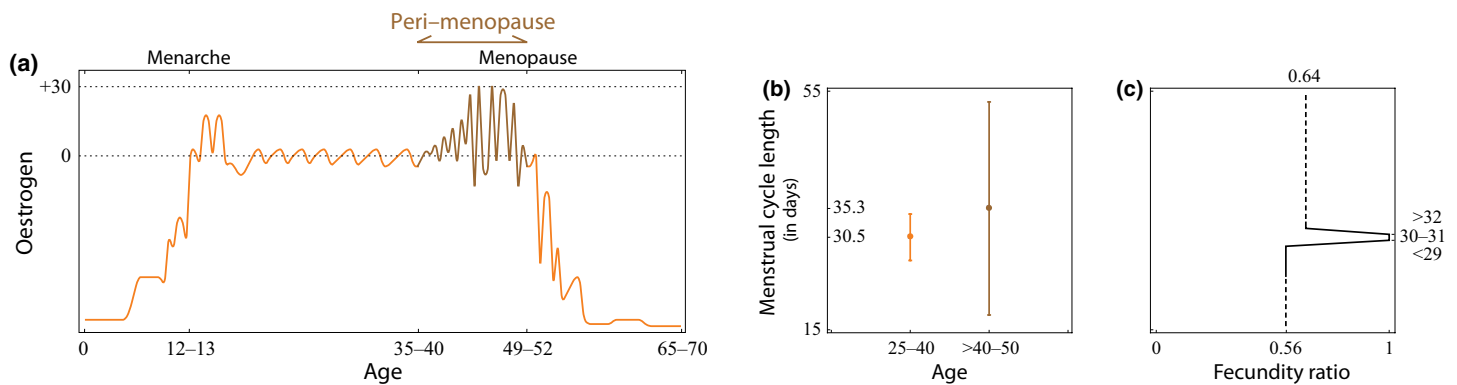 Peri–menopause
(a)
Menarche
Menopause
+30
0
Oestrogen
0
12–13
35–40
49–52
65–70
Age
(b)
55
Menstrual cycle length
(in days)
35.3
30.5
15
25–40
>40–50
Age
(c)
0.64
>32
30–31
<29
0
0.56
1
Fecundity ratio